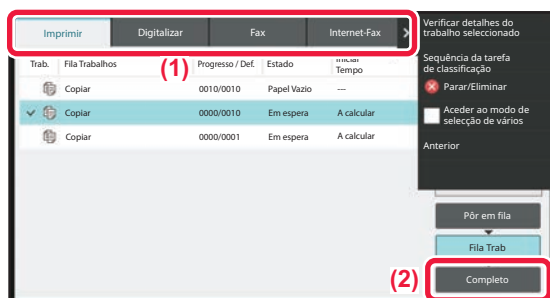 Imprimir Digitalizar Fax Internet-Fax
Trab. Fila Trabalhos Progresso / Def. Estado Iniciar Tempo
(1)
Copiar 0010/0010 Papel Vazio ---
Copiar 0000/0010 Em espera A calcular
Copiar 0000/0001 Em espera A calcular
Verificar detalhes do
trabalho seleccionado
Sequência da tarefa
de classificação
Parar/Eliminar
Aceder ao modo de
selecção de vários
Anterior
Pôr em fila
Fila Trab
(2)
Completo